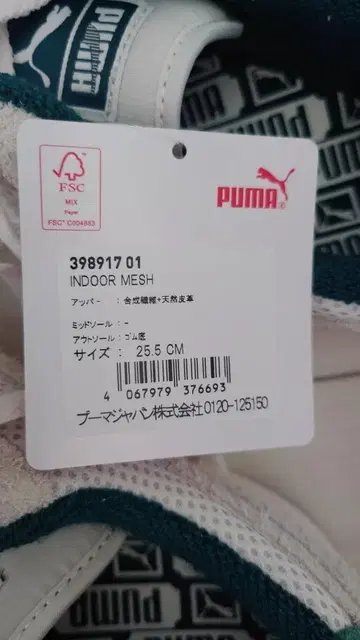 PUMA
FSC
MIX
Paper
FSC® C004883
PUMA
398917 01
INDOOR MESH
アッパー : 合成繊維+天然皮革
ミッドソール : -
アウトソール : ゴム底
サイズ : 25.5 CM
4 067979 376693
プーマジャパン株式会社0120-125150